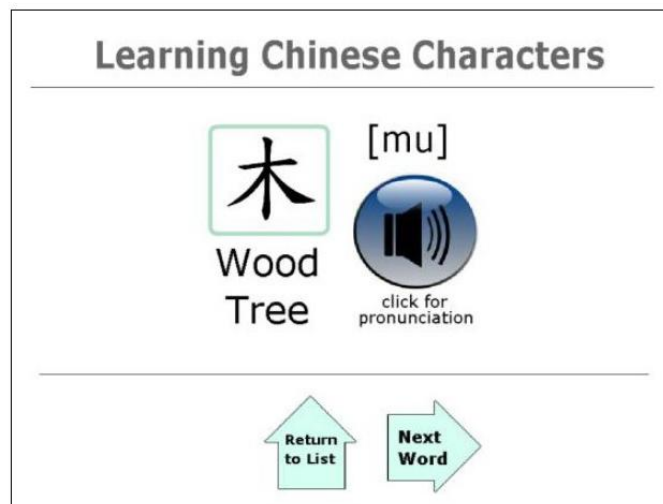 Learning Chinese Characters
木
[mu]
Wood
Tree
click for
pronunciation
Return
to List
Next
Word